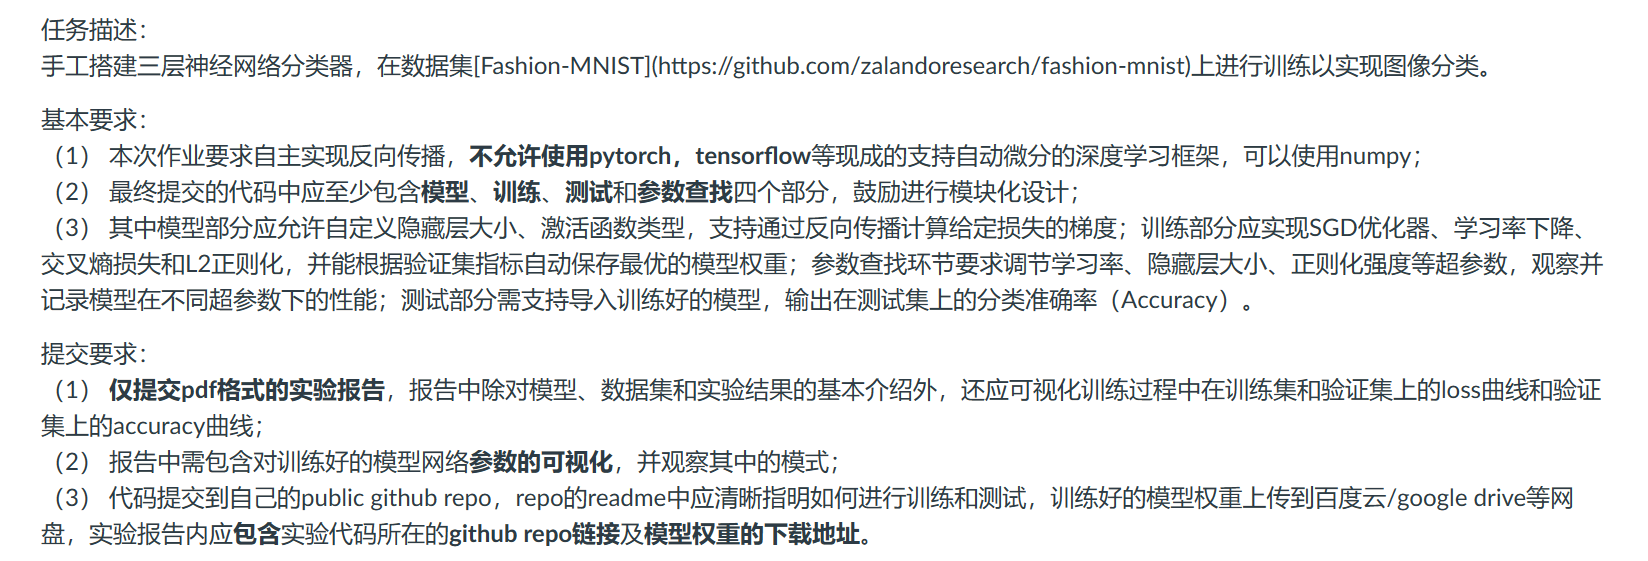 任务描述：
手工搭建三层神经网络分类器，在数据集[Fashion-MNIST](https://github.com/zalandoresearch/fashion-mnist)上进行训练以实现图像分类。
基本要求：
（1） 本次作业要求自主实现反向传播，不允许使用pytorch，tensorflow等现成的支持自动微分的深度学习框架，可以使用numpy；
（2） 最终提交的代码中应至少包含模型、训练、测试和参数查找四个部分，鼓励进行模块化设计；
（3） 其中模型部分应允许自定义隐藏层大小、激活函数类型，支持通过反向传播计算给定损失的梯度；训练部分应实现SGD优化器、学习率下降、
交叉熵损失和L2正则化，并能根据验证集指标自动保存最优的模型权重；参数查找环节要求调节学习率、隐藏层大小、正则化强度等超参数，观察并
记录模型在不同超参数下的性能；测试部分需支持导入训练好的模型，输出在测试集上的分类准确率（Accuracy）。
提交要求：
（1） 仅提交pdf格式的实验报告，报告中除对模型、数据集和实验结果的基本介绍外，还应可视化训练过程中在训练集和验证集上的loss曲线和验证
集上的accuracy曲线；
（2） 报告中需包含对训练好的模型网络参数的可视化，并观察其中的模式；
（3） 代码提交到自己的public github repo，repo的readme中应清晰指明如何进行训练和测试，训练好的模型权重上传到百度云/google drive等网
盘，实验报告内应包含实验代码所在的github repo链接及模型权重的下载地址。